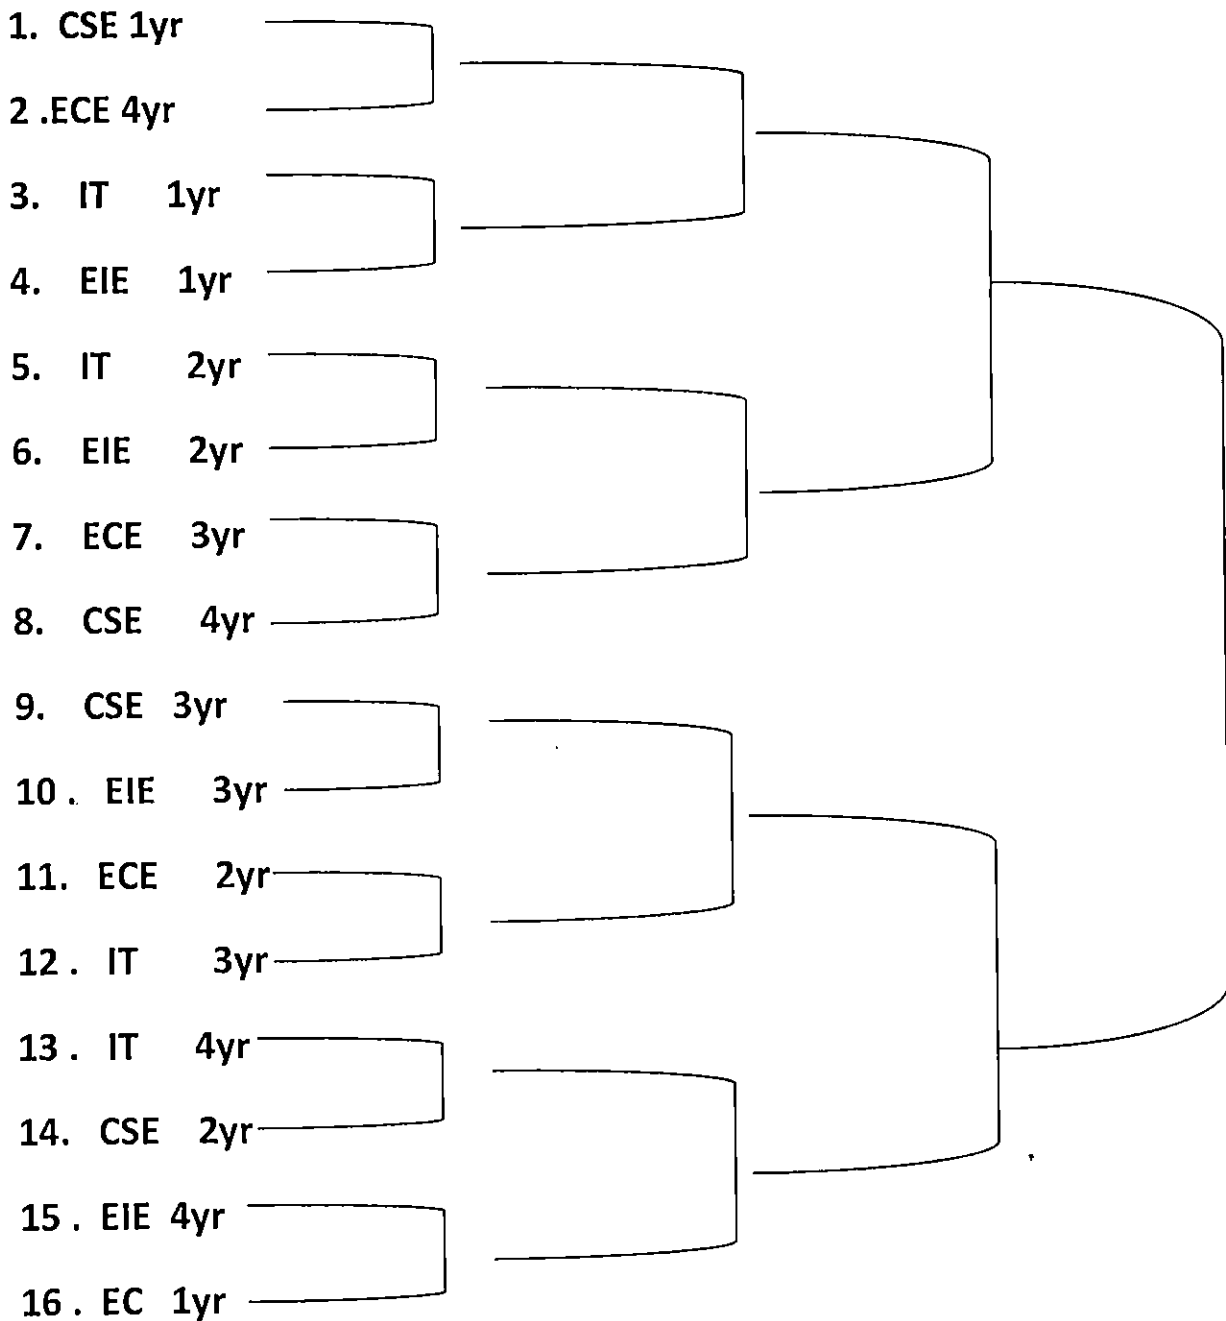 1. CSE 1yr
2 .ECE 4yr
3. IT 1yr
4. EIE 1yr
5. IT 2yr
6. EIE 2yr
7. ECE 3yr
8. CSE 4yr
9. CSE 3yr
10 . EIE 3yr
11. ECE 2yr
12 . IT 3yr
13 . IT 4yr
14. CSE 2yr
15 . EIE 4yr
16 . EC 1yr